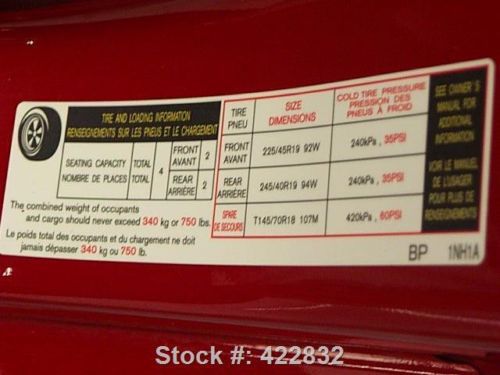 TIRE AND LOADING INFORMATION
RENSEIGNEMENTS SUR LES PNEUS ET LE CHARGEMENT
SEATING CAPACITY TOTAL 4 FRONT AVANT 2
NOMBRE DE PLACES TOTAL REAR ARRIÈRE 2
The combined weight of occupants
and cargo should never exceed 340 kg or 750 lbs.
Le poids total des occupants et du chargement ne doit
jamais dépasser 340 kg ou 750 lb.
TIRE PNEU SIZE DIMENSIONS COLD TIRE PRESSURE PRESSION DES PNEUS À FROID
FRONT AVANT 225/45R19 92W 240kPa , 35PSI
REAR ARRIÈRE 245/40R19 94W 240kPa , 35PSI
SPARE DE SECOURS T145/70R18 107M 420kPa , 60PSI
SEE OWNER'S
MANUAL FOR
ADDITIONAL
INFORMATION
VOIR LE MANUEL
DE L'USAGER
POUR PLUS DE
RENSEIGNEMENTS
BP 1NH1A
Stock #: 422832